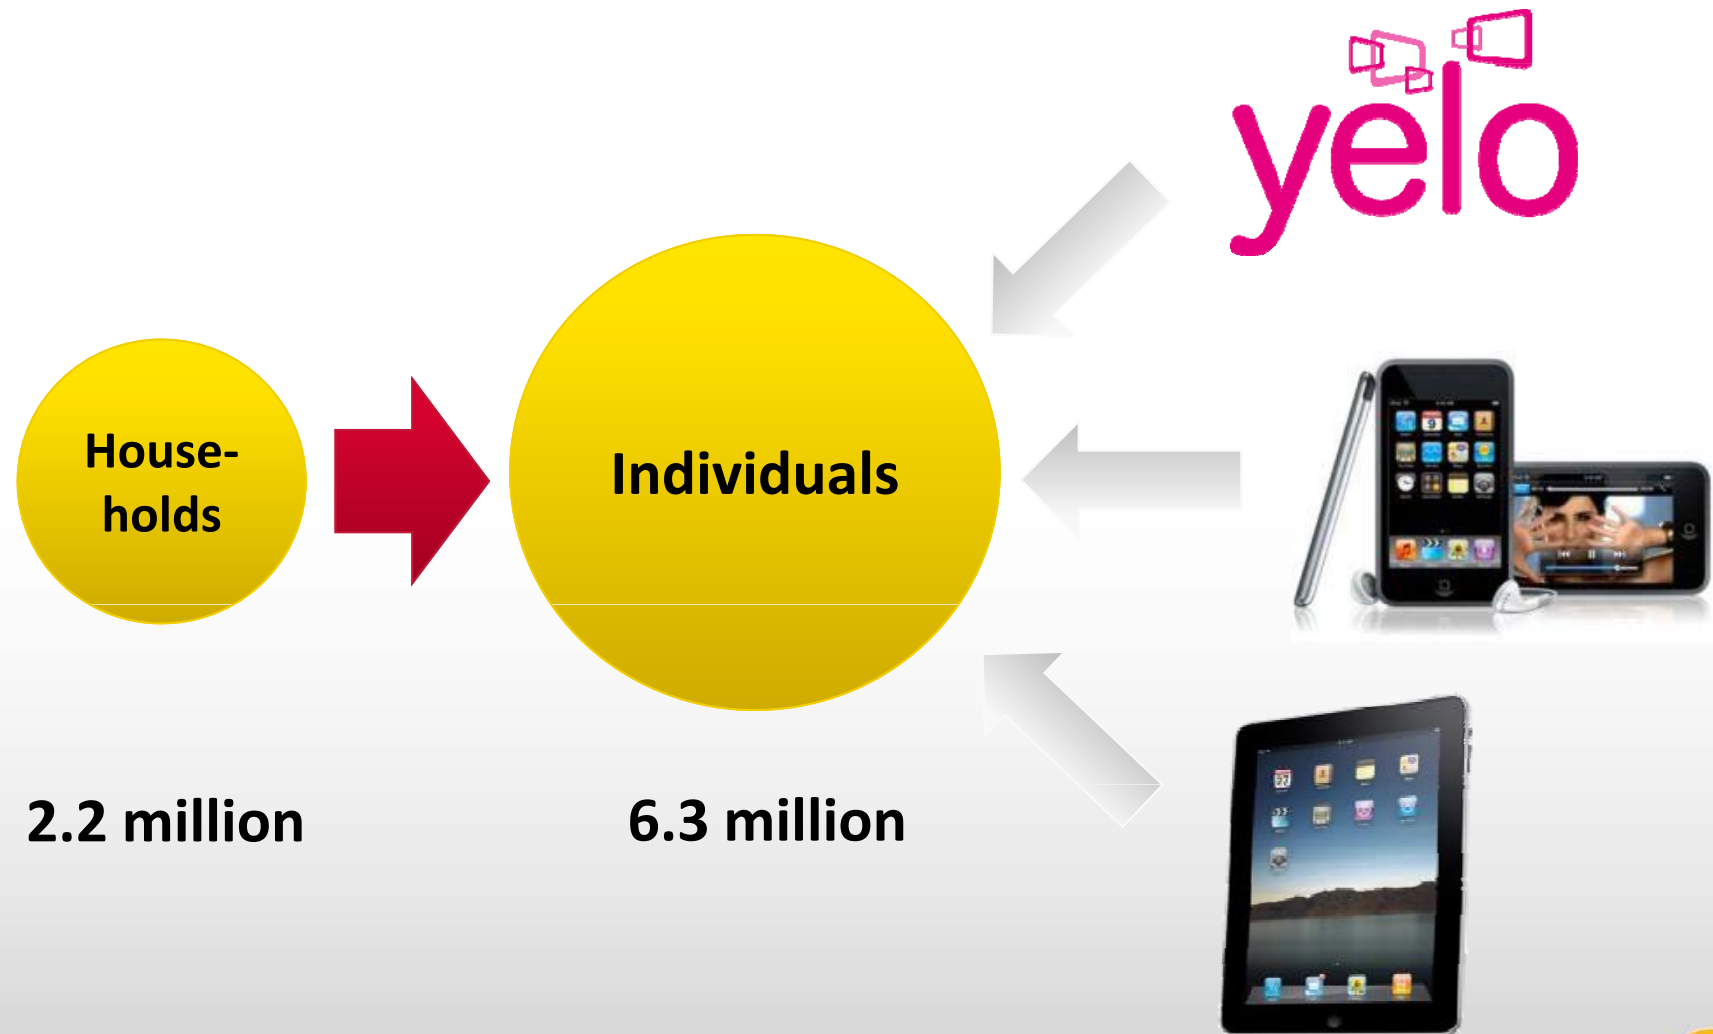 yelo
House-
holds
Individuals
2.2 million
6.3 million